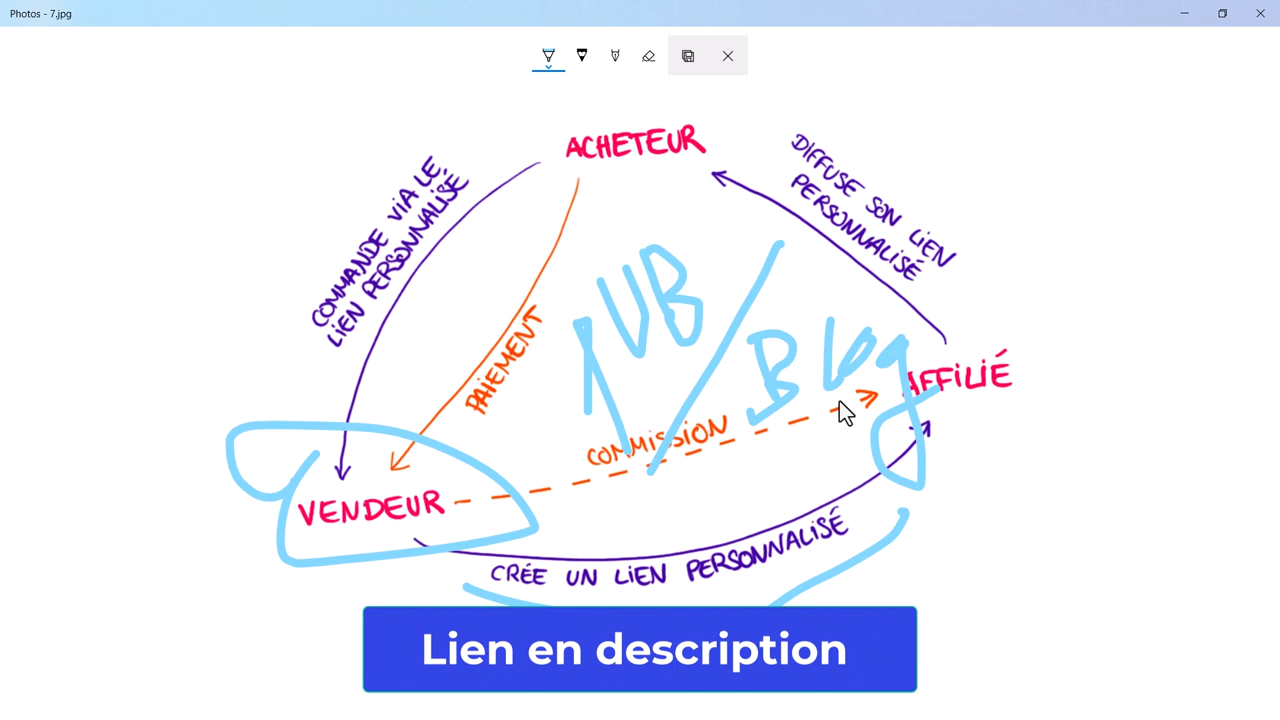 Photos - 7.jpg
ACHETEUR
DIFFUSE SON LIEN
PERSONNALISÉ
COMMANDE VIA LE
LIEN PERSONNALISÉ
PAIEMENT
Blog
AFFILIÉ
COMMISSION
VENDEUR
CRÉE UN LIEN PERSONNALISÉ
Lien en description